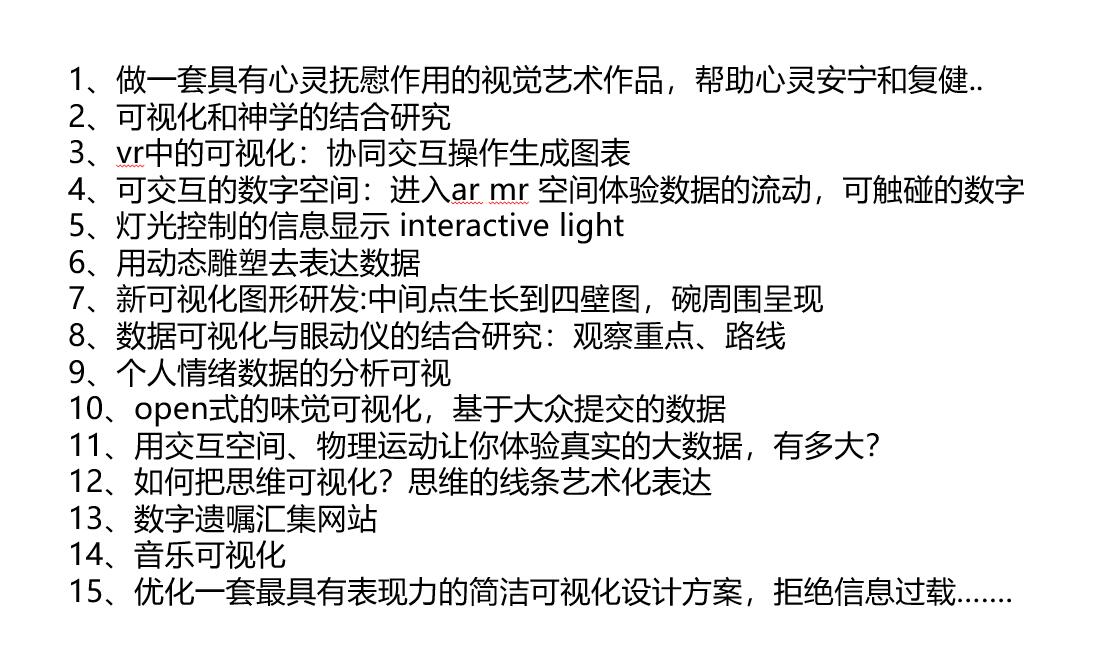 1、做一套具有心灵抚慰作用的视觉艺术作品，帮助心灵安宁和复健..
2、可视化和神学的结合研究
3、vr中的可视化：协同交互操作生成图表
4、可交互的数字空间：进入ar mr 空间体验数据的流动，可触碰的数字
5、灯光控制的信息显示 interactive light
6、用动态雕塑去表达数据
7、新可视化图形研发:中间点生长到四壁图，碗周围呈现
8、数据可视化与眼动仪的结合研究：观察重点、路线
9、个人情绪数据的分析可视
10、open式的味觉可视化，基于大众提交的数据
11、用交互空间、物理运动让你体验真实的大数据，有多大？
12、如何把思维可视化？思维的线条艺术化表达
13、数字遗嘱汇集网站
14、音乐可视化
15、优化一套最具有表现力的简洁可视化设计方案，拒绝信息过载.......